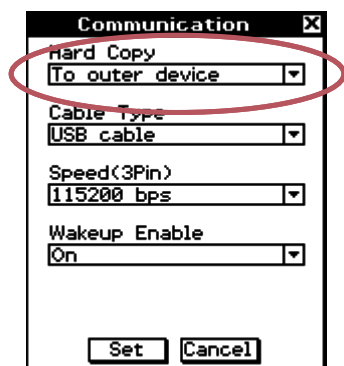 Communication X
Hard Copy
To outer device
Cable Type
USB cable
Speed(3Pin)
115200 bps
Wakeup Enable
On
Set Cancel